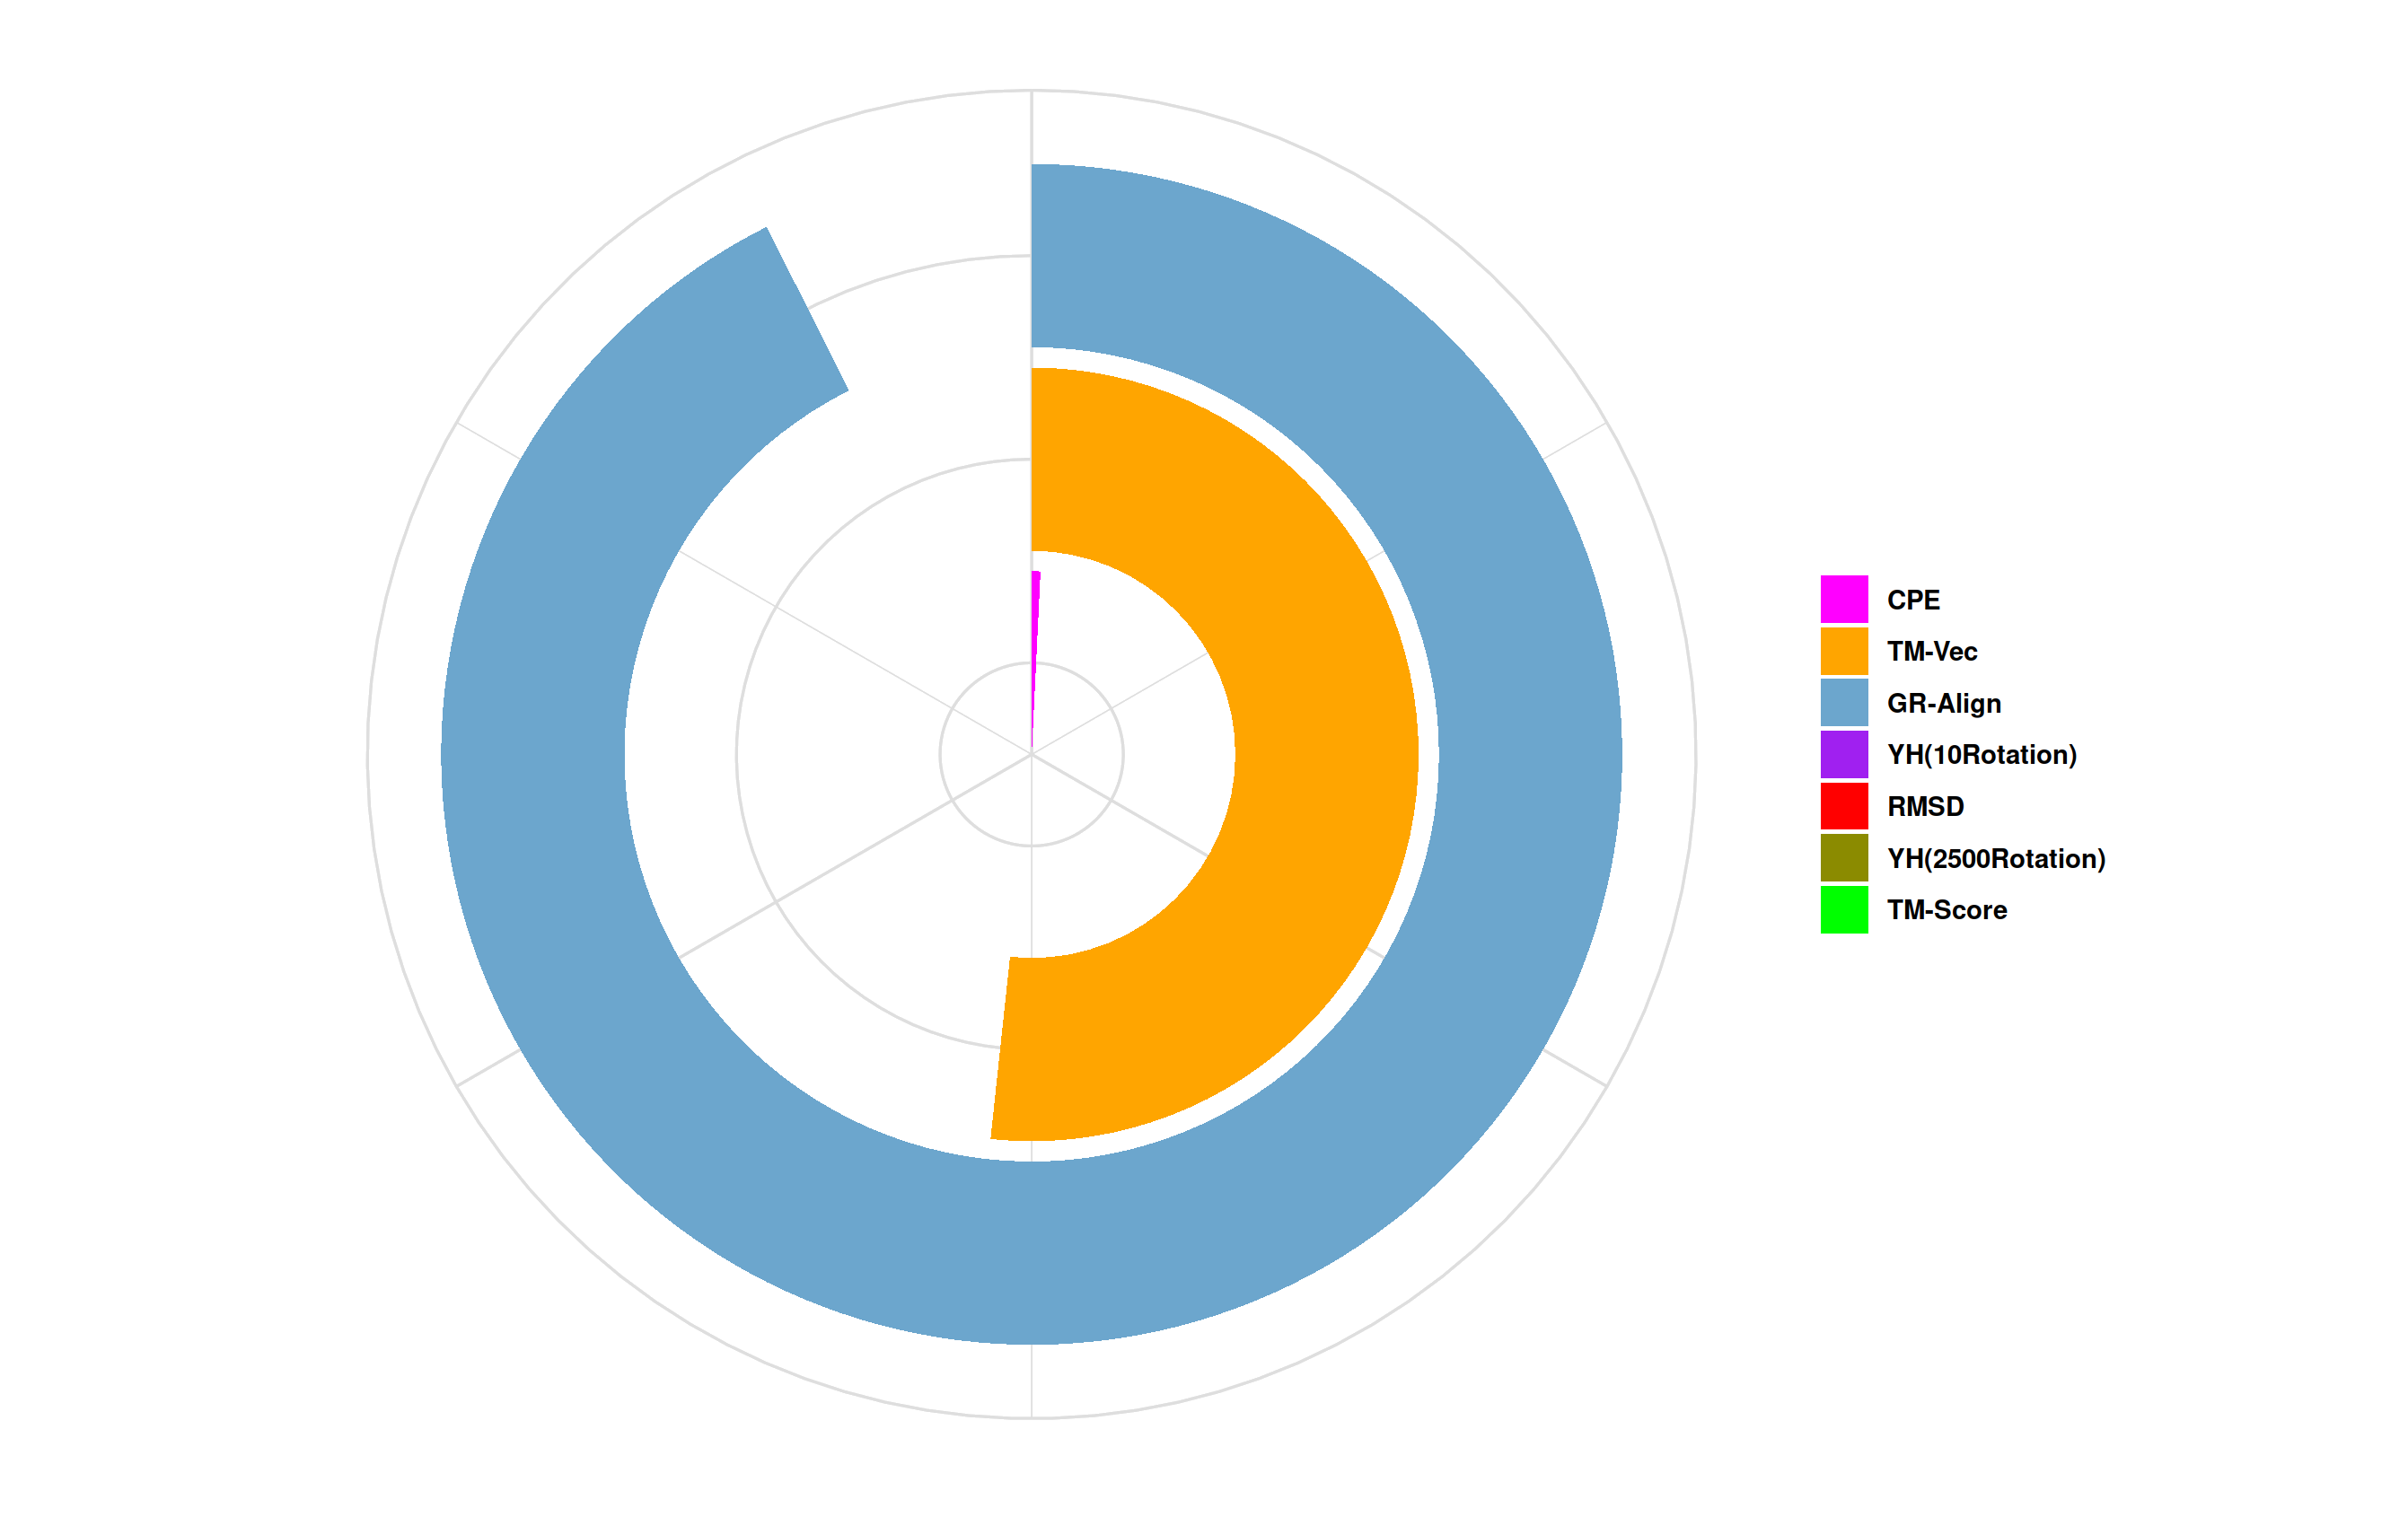 CPE
TM-Vec
GR-Align
YH(10Rotation)
RMSD
YH(2500Rotation)
TM-Score